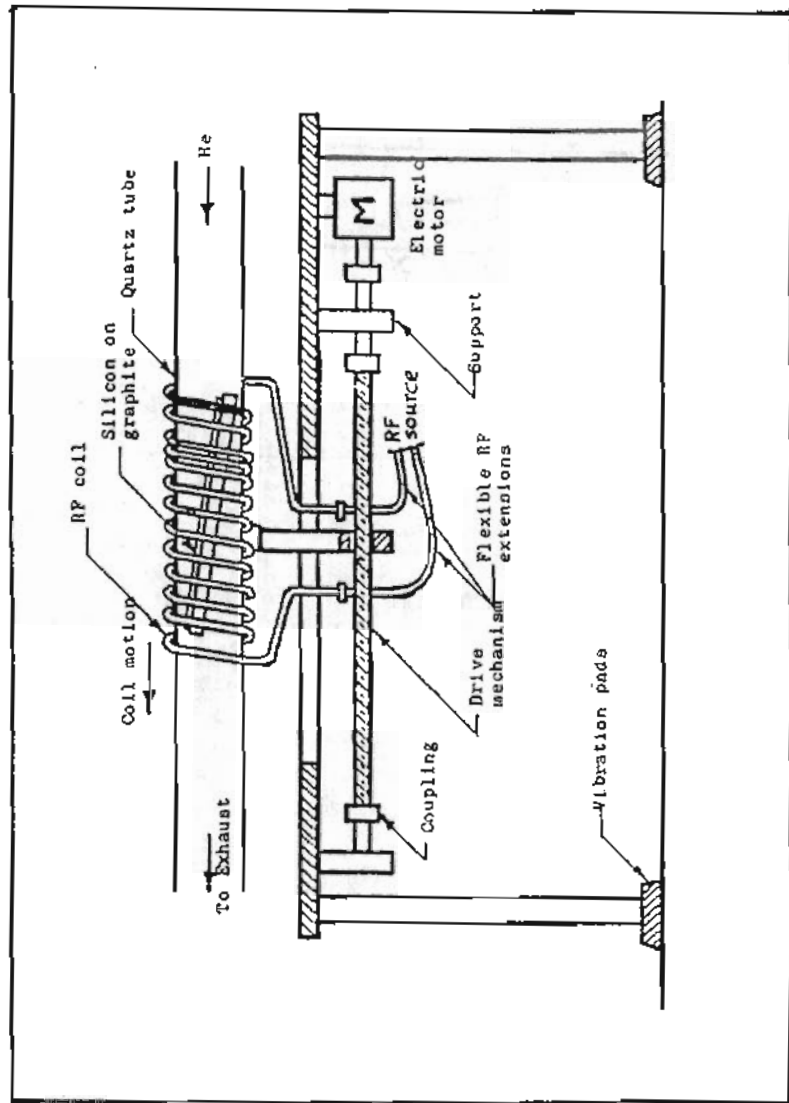 He
Quartz tube
Silicon on
graphite
RF coil
Coil motion
To Exhaust
M
Electric
motor
Support
RF
source
Flexible RF
extensions
Drive
mechanism
Coupling
Vibration pads